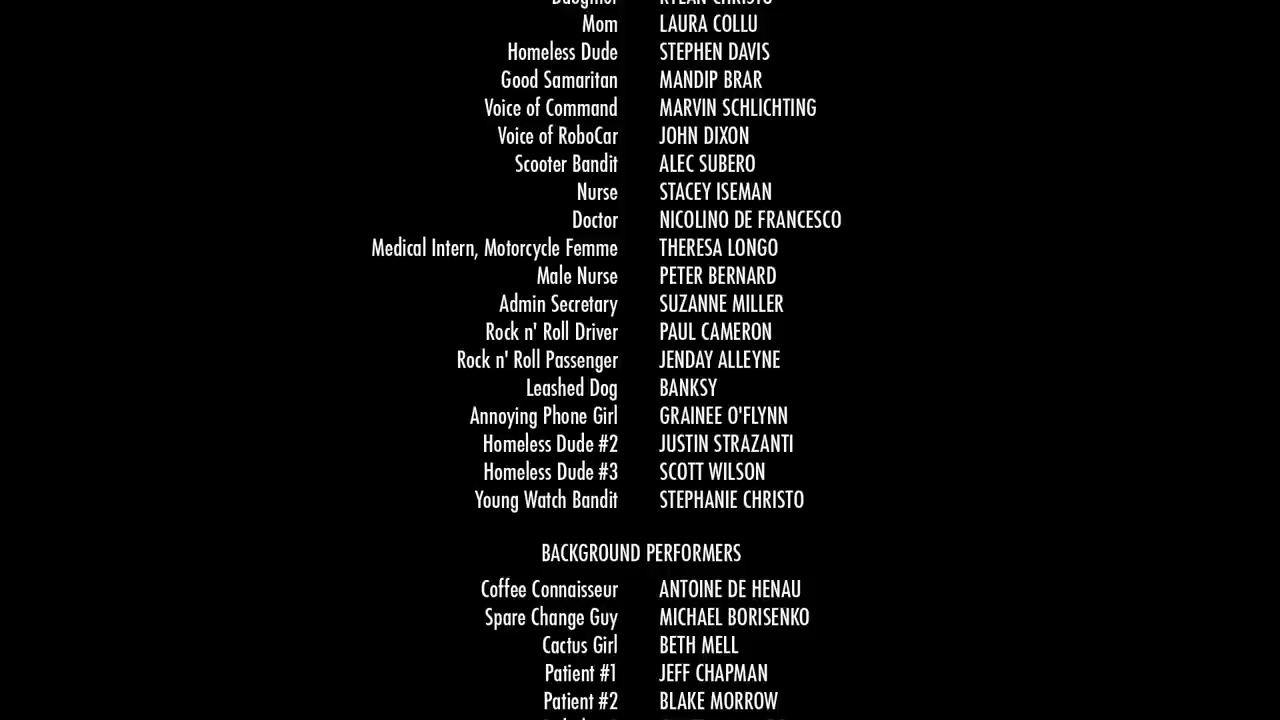 Daughter RYLAN CHRISTO
Mom LAURA COLLU
Homeless Dude STEPHEN DAVIS
Good Samaritan MANDIP BRAR
Voice of Command MARVIN SCHLICHTING
Voice of RoboCar JOHN DIXON
Scooter Bandit ALEC SUBERO
Nurse STACEY ISEMAN
Doctor NICOLINO DE FRANCESCO
Medical Intern, Motorcycle Femme THERESA LONGO
Male Nurse PETER BERNARD
Admin Secretary SUZANNE MILLER
Rock n' Roll Driver PAUL CAMERON
Rock n' Roll Passenger JENDAY ALLEYNE
Leashed Dog BANKSY
Annoying Phone Girl GRAINEE O'FLYNN
Homeless Dude #2 JUSTIN STRAZANTI
Homeless Dude #3 SCOTT WILSON
Young Watch Bandit STEPHANIE CHRISTO
BACKGROUND PERFORMERS
Coffee Connaisseur ANTOINE DE HENAU
Spare Change Guy MICHAEL BORISENKO
Cactus Girl BETH MELL
Patient #1 JEFF CHAPMAN
Patient #2 BLAKE MORROW